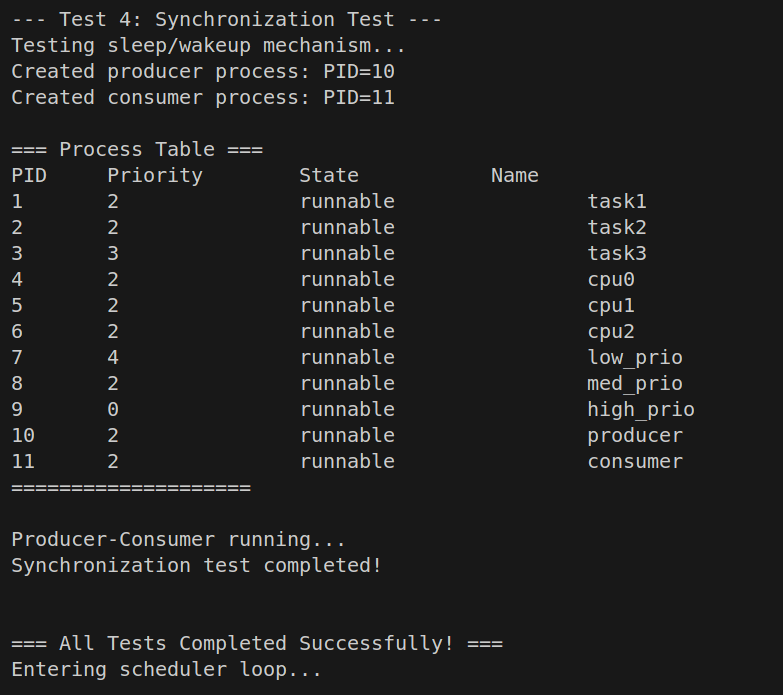 --- Test 4: Synchronization Test ---
Testing sleep/wakeup mechanism...
Created producer process: PID=10
Created consumer process: PID=11
=== Process Table ===
PID Priority State Name
1 2 runnable task1
2 2 runnable task2
3 3 runnable task3
4 2 runnable cpu0
5 2 runnable cpu1
6 2 runnable cpu2
7 4 runnable low_prio
8 2 runnable med_prio
9 0 runnable high_prio
10 2 runnable producer
11 2 runnable consumer
====================
Producer-Consumer running...
Synchronization test completed!
=== All Tests Completed Successfully! ===
Entering scheduler loop...